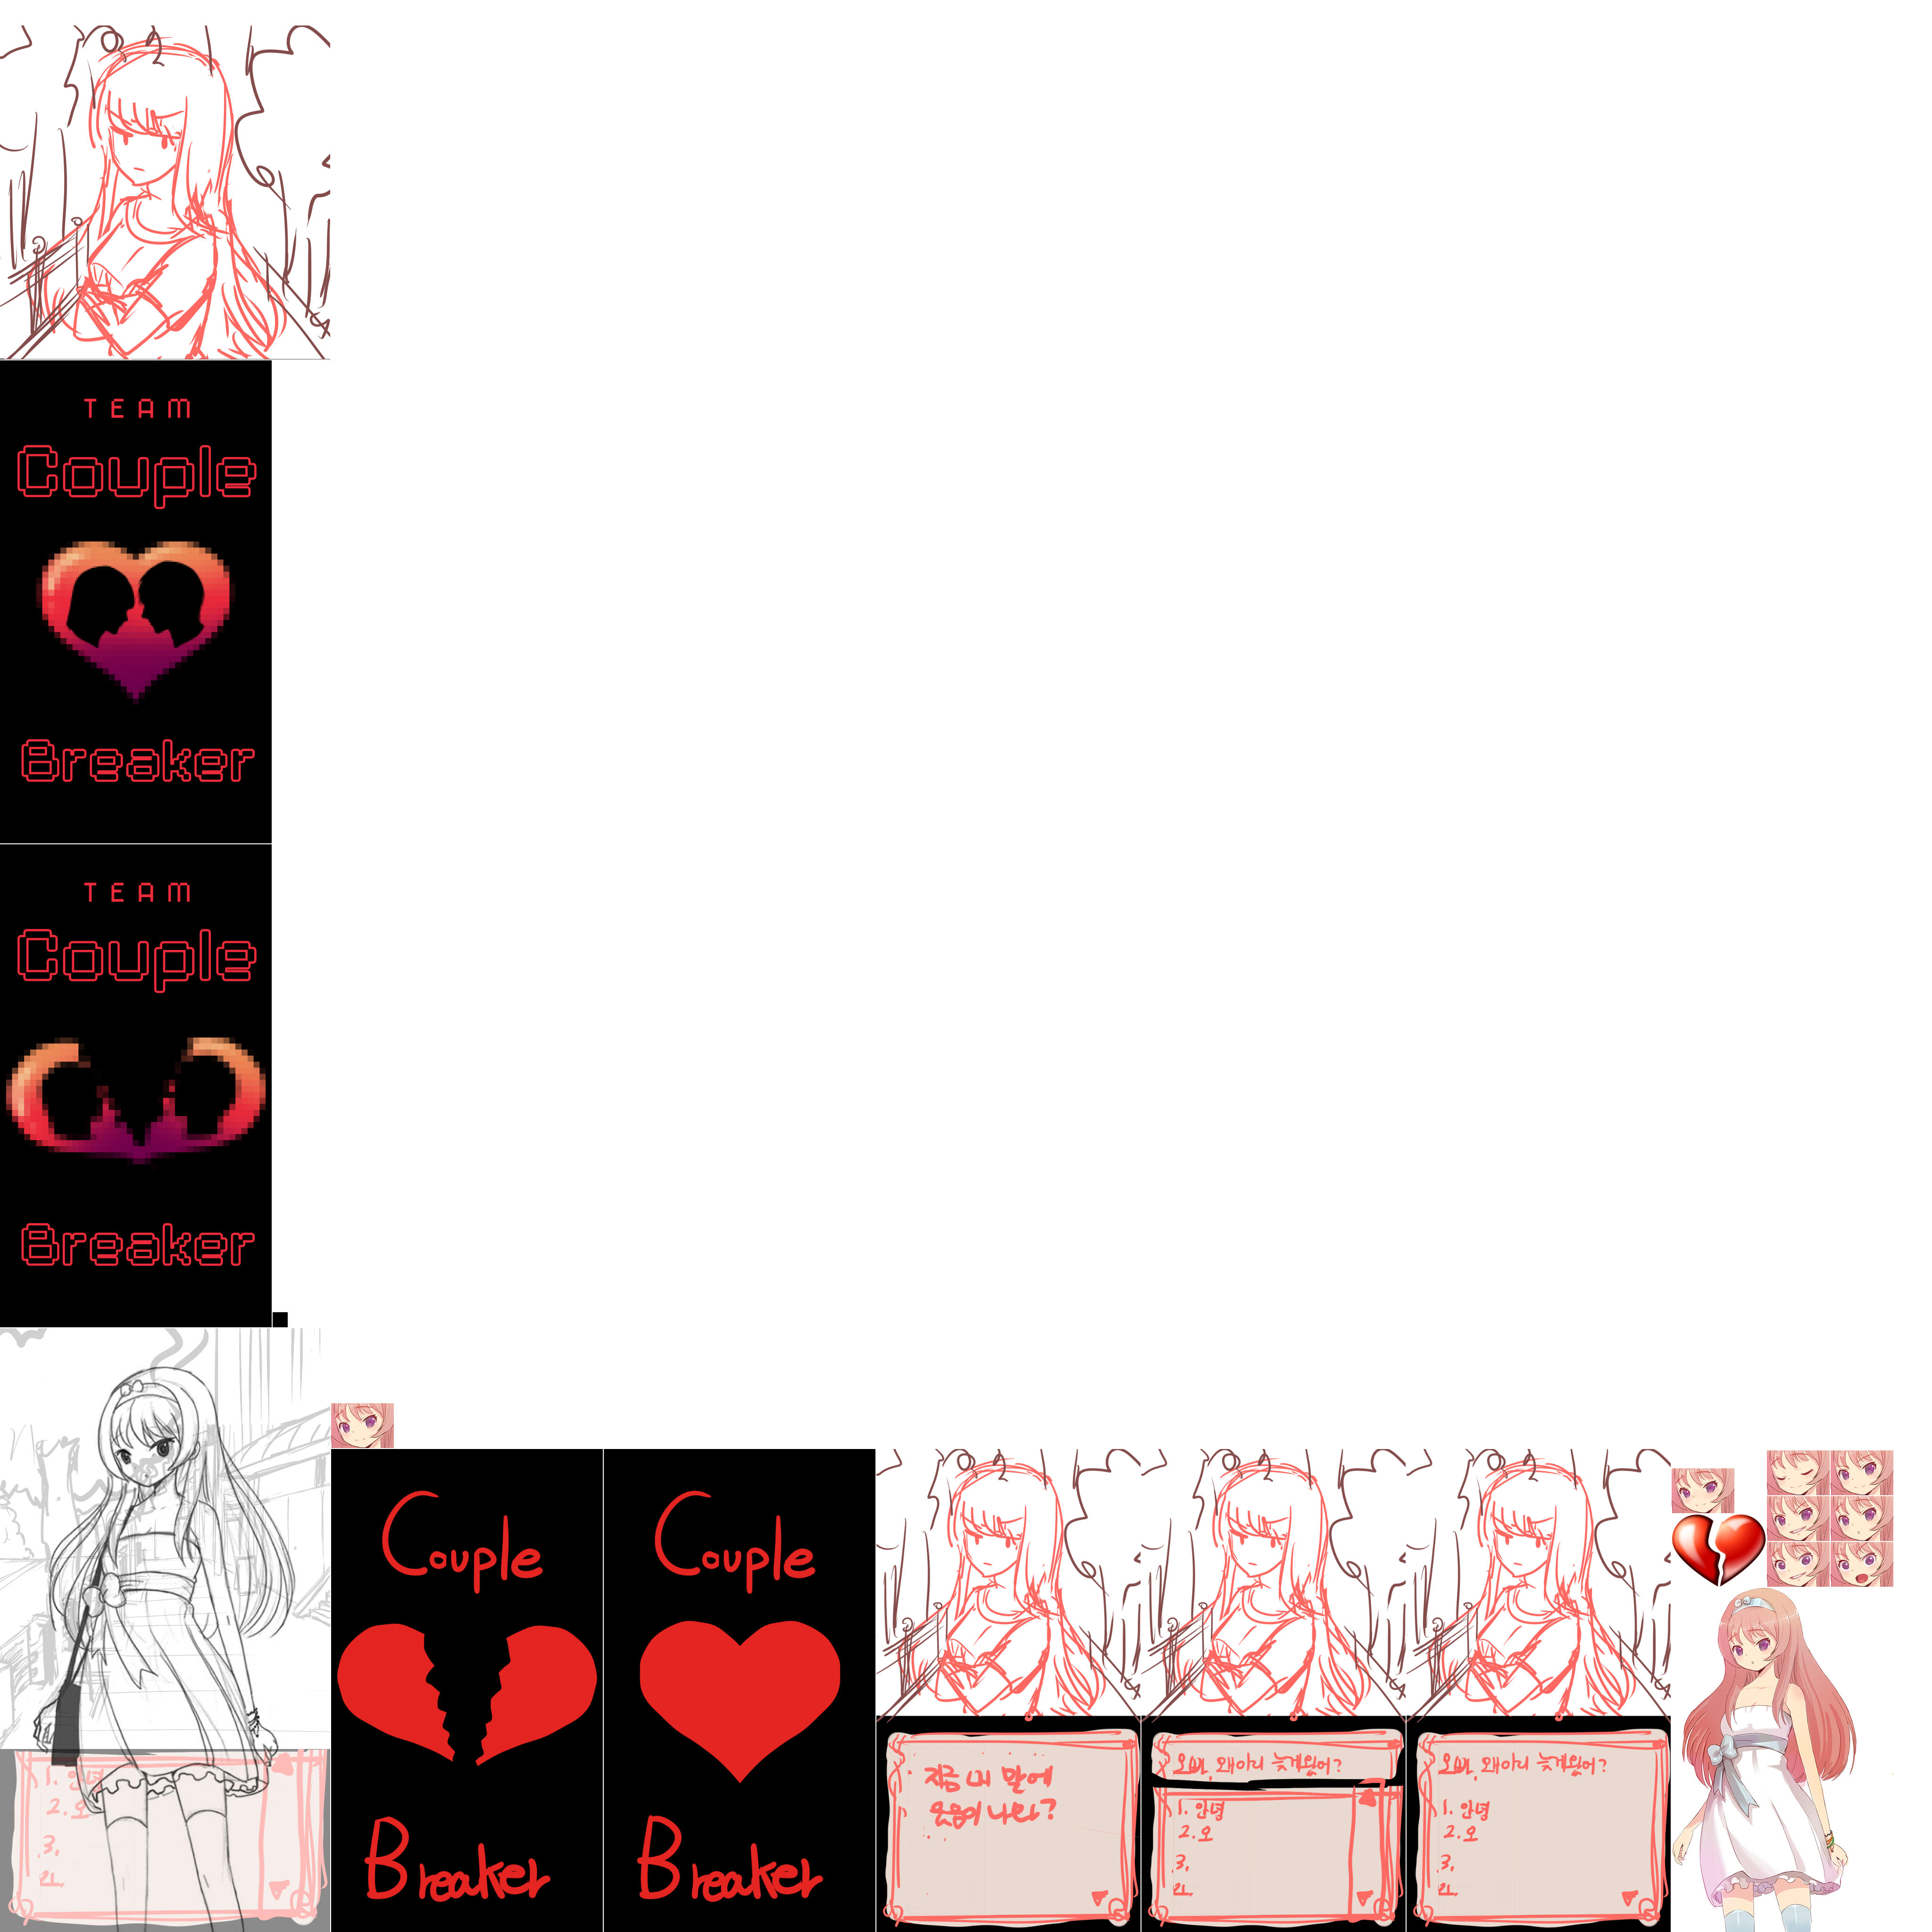 TEAM
Couple
Breaker
TEAM
Couple
Breaker
1. 안녕
2. 오
3.
Couple
Breaker
Couple
Breaker
지금 내 말에
웃음이 나와?
오빠, 왜이리 늦게왔어?
1. 안녕
2. 오
3.
오빠, 왜이리 늦게왔어?
1. 안녕
2. 오
3.